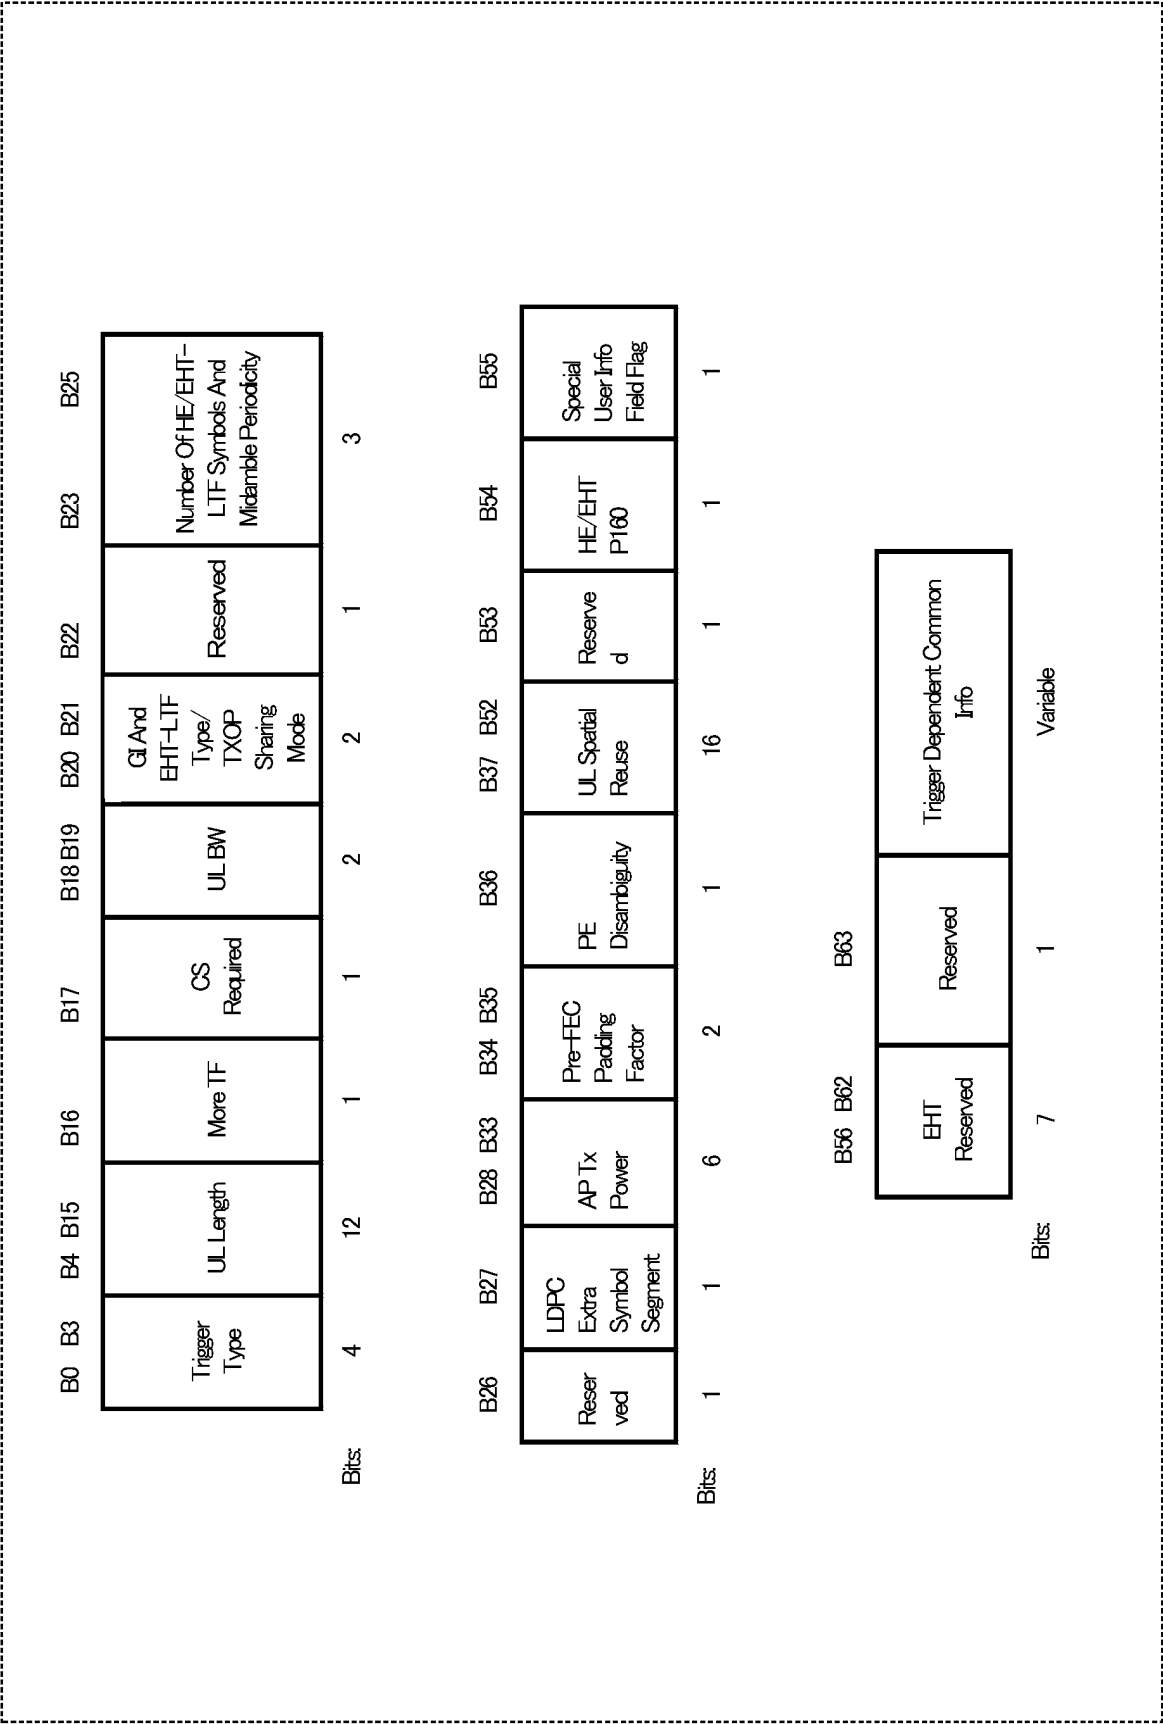 B0 B3 B4 B15 B16 B17 B18 B19 B20 B21 B22 B23 B25
Trigger
Type
UL Length
More TF
CS
Required
UL BW
GI And
EHT-LTF
Type/
TXOP
Sharing
Mode
Reserved
Number Of HE/EHT-
LTF Symbols And
Midamble Periodicity
Bits: 4 12 1 1 2 2 1 3
B26 B27 B28 B33 B34 B35 B36 B37 B52 B53 B54 B55
Reser
ved
LDPC
Extra
Symbol
Segment
AP Tx
Power
Pre-FEC
Padding
Factor
PE
Disambiguity
UL Spatial
Reuse
Reserve
d
HE/EHT
P160
Special
User Info
Field Flag
Bits: 1 1 6 2 1 16 1 1 1
B56 B62 B63
EHT
Reserved
Reserved
Trigger Dependent Common
Info
Bits: 7 1 Variable